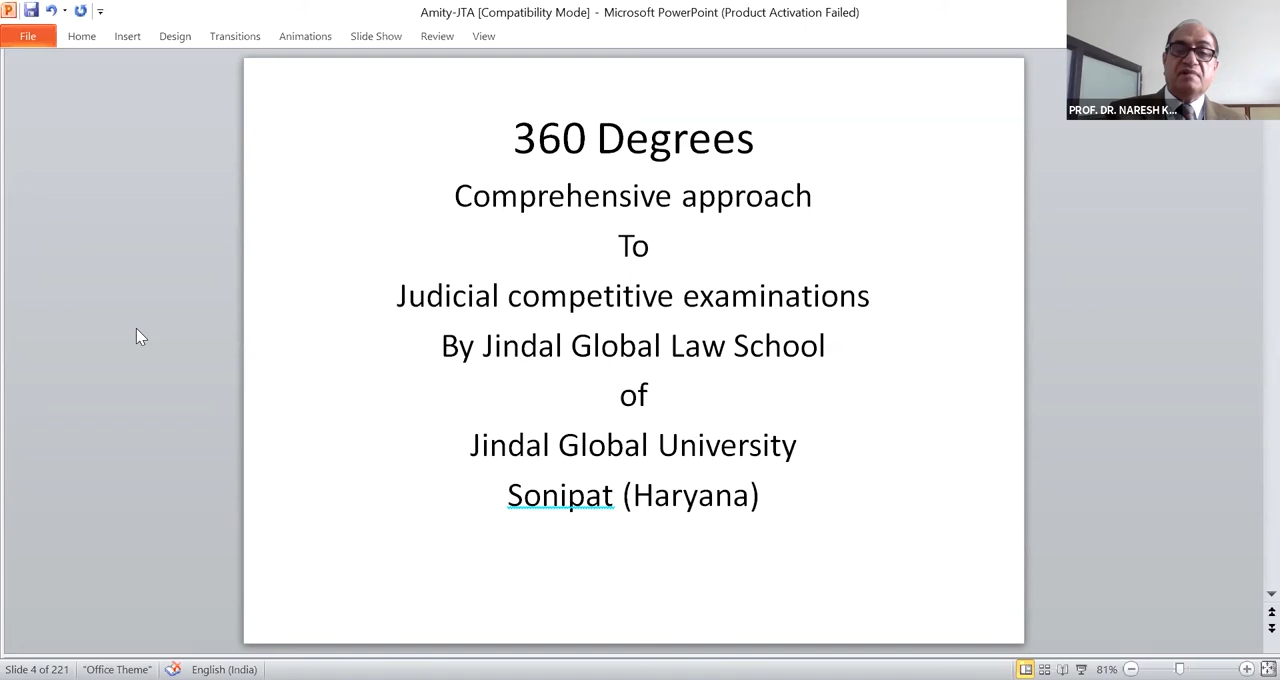 Amity-JTA [Compatibility Mode] - Microsoft PowerPoint (Product Activation Failed)
File Home Insert Design Transitions Animations Slide Show Review View
PROF. DR. NARESH K...
360 Degrees
Comprehensive approach
To
Judicial competitive examinations
By Jindal Global Law School
of
Jindal Global University
Sonipat (Haryana)
Slide 4 of 221 "Office Theme" English (India) 81%